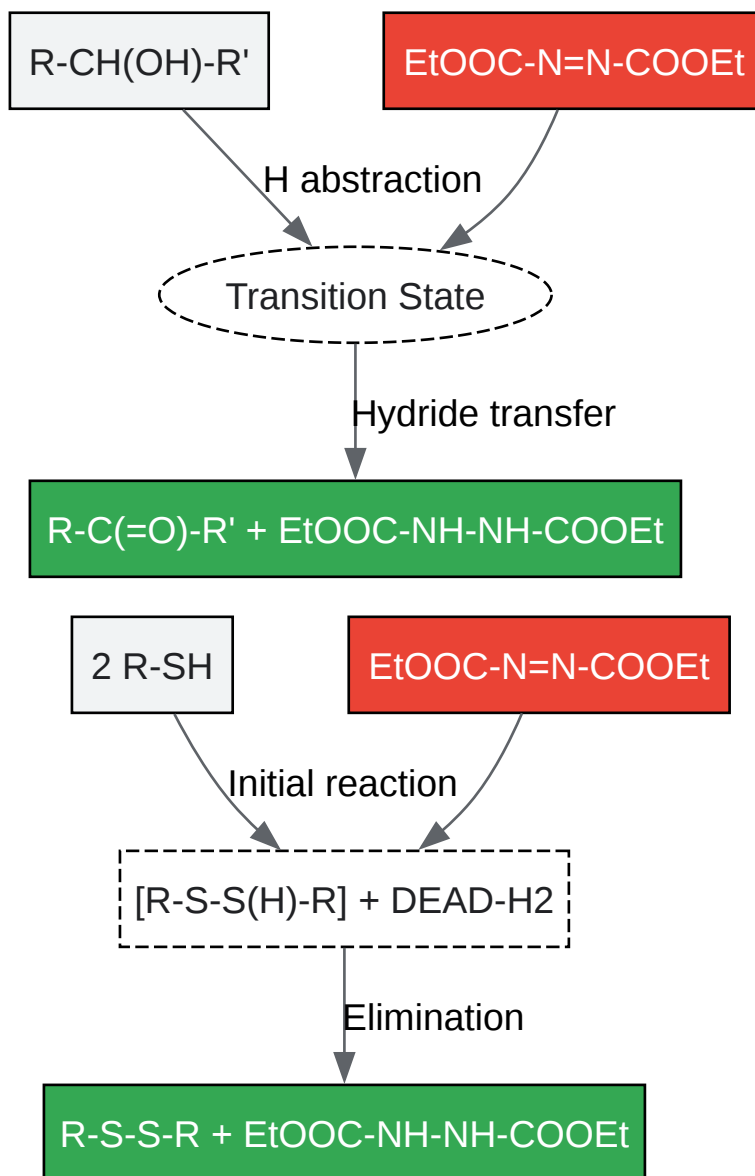 R-CH(OH)-R'
EtOOC-N=N-COOEt
H abstraction
Transition State
Hydride transfer
R-C(=O)-R' + EtOOC-NH-NH-COOEt
2 R-SH
EtOOC-N=N-COOEt
Initial reaction
[R-S-S(H)-R] + DEAD-H2
Elimination
R-S-S-R + EtOOC-NH-NH-COOEt